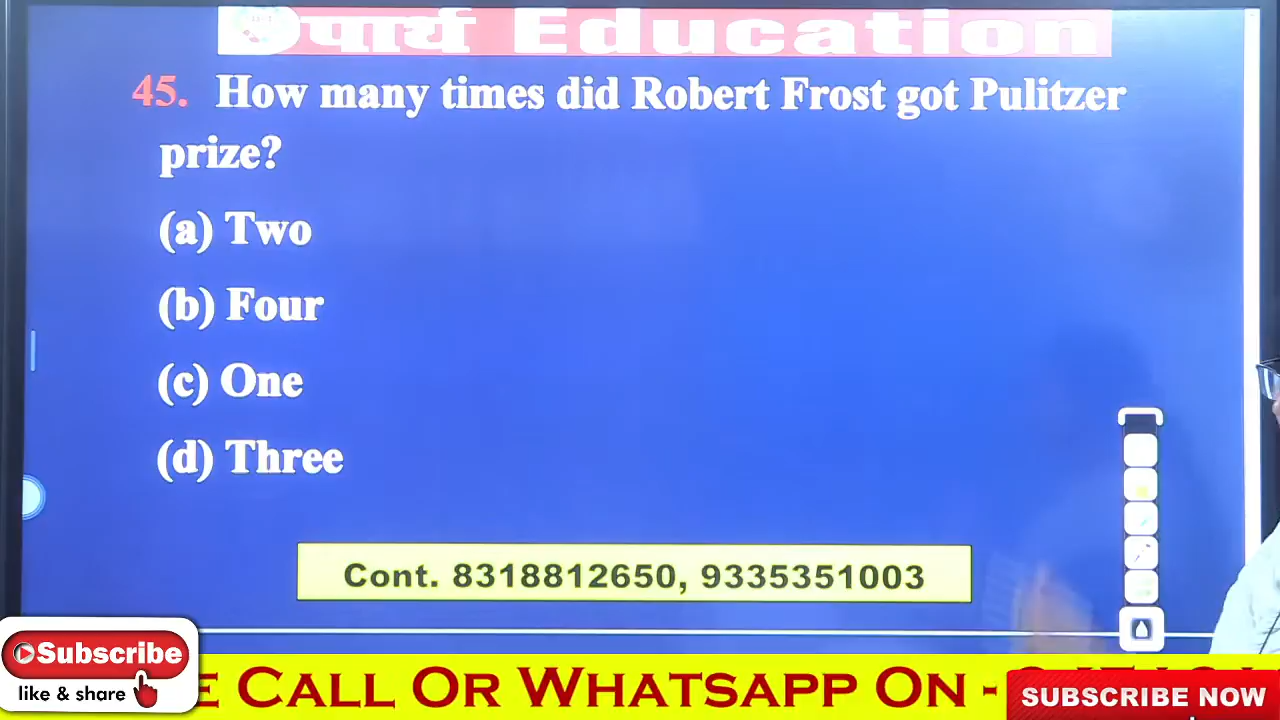 पार्थ Education
45. How many times did Robert Frost got Pulitzer
prize?
(a) Two
(b) Four
(c) One
(d) Three
Cont. 8318812650, 9335351003
Subscribe
like & share
E CALL OR WHATSAPP ON -
SUBSCRIBE NOW